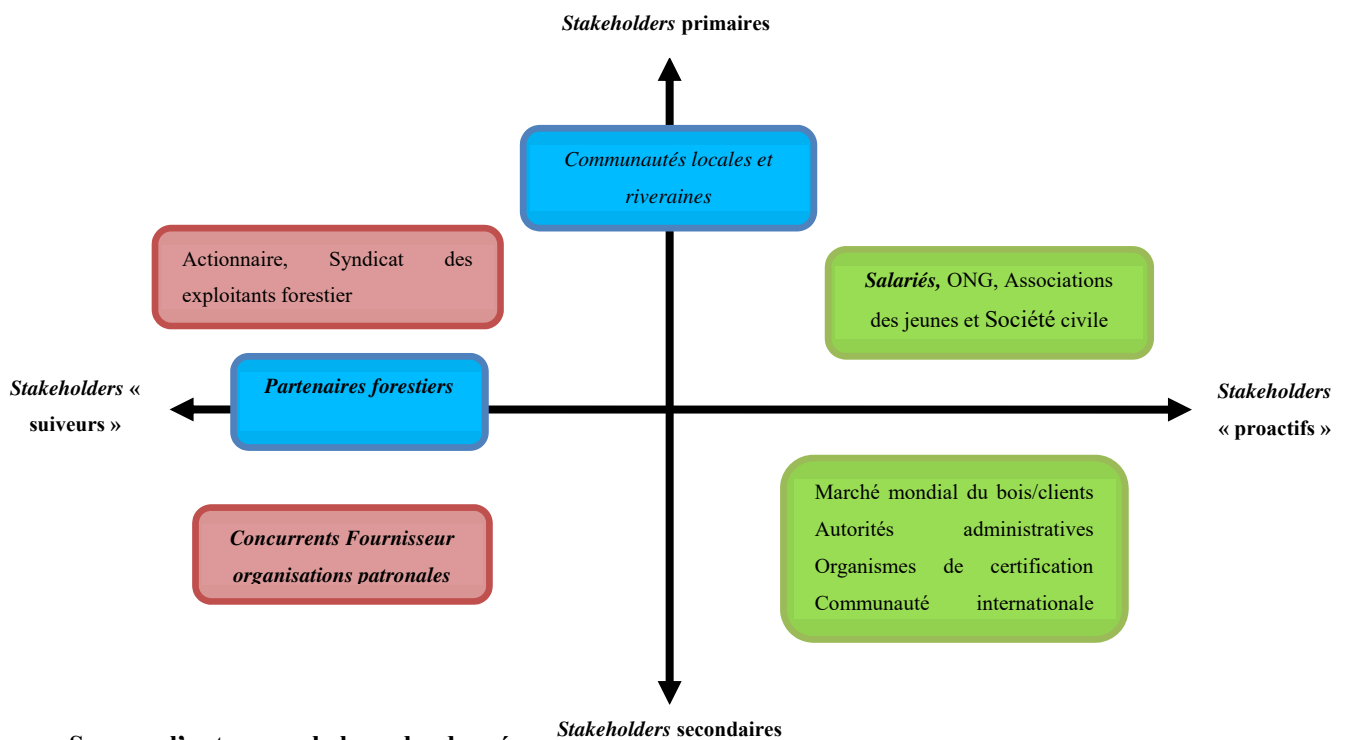 Stakeholders primaires
Communautés locales et
riveraines
Actionnaire, Syndicat des
exploitants forestier
Salariés, ONG, Associations
des jeunes et Société civile
Stakeholders «
suiveurs »
Partenaires forestiers
Stakeholders
« proactifs »
Concurrents Fournisseur
organisations patronales
Marché mondial du bois/clients
Autorités administratives
Organismes de certification
Communauté internationale
Stakeholders secondaires